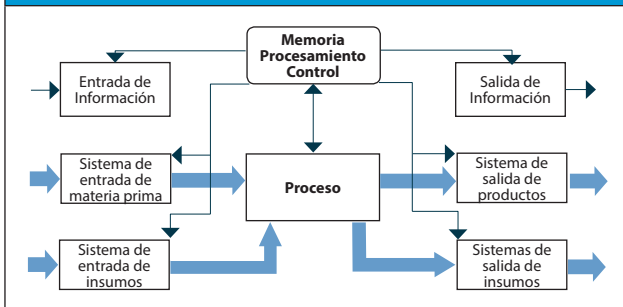 Memoria
Procesamiento
Control
Entrada de
Información
Salida de
Información
Sistema de
entrada de
materia prima
Proceso
Sistema de
salida de
productos
Sistema de
entrada de
insumos
Sistemas de
salida de
insumos